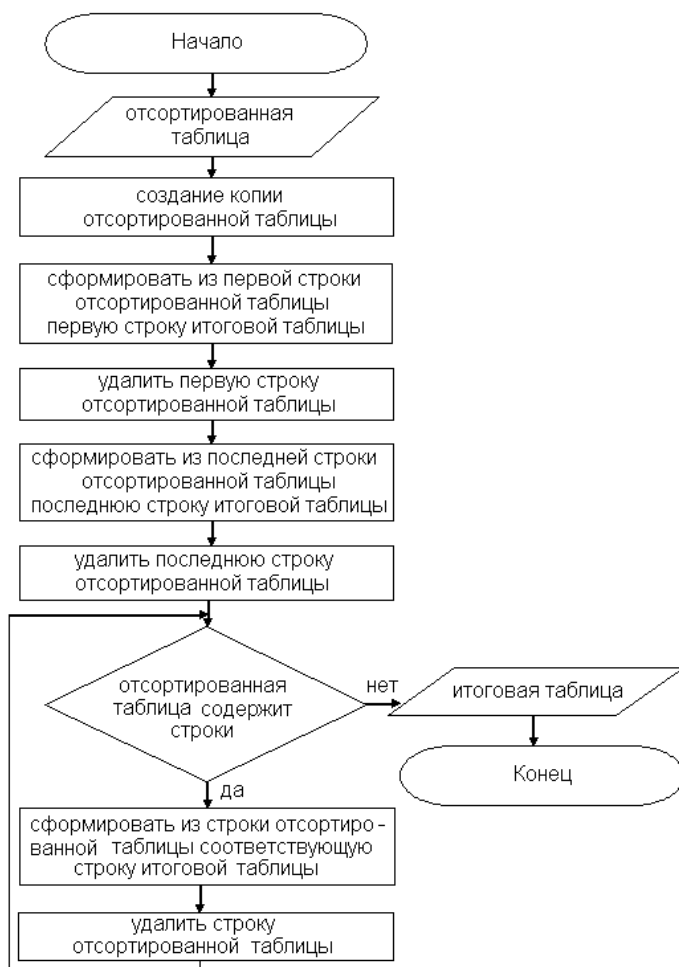 Начало
отсортированная
таблица
создание копии
отсортированной таблицы
сформировать из первой строки
отсортированной таблицы
первую строку итоговой таблицы
удалить первую строку
отсортированной таблицы
сформировать из последней строки
отсортированной таблицы
последнюю строку итоговой таблицы
удалить последнюю строку
отсортированной таблицы
отсортированная
таблица содержит
строки
нет
итоговая таблица
Конец
да
сформировать из строки отсортиро-
ванной таблицы соответствующую
строку итоговой таблицы
удалить строку
отсортированной таблицы